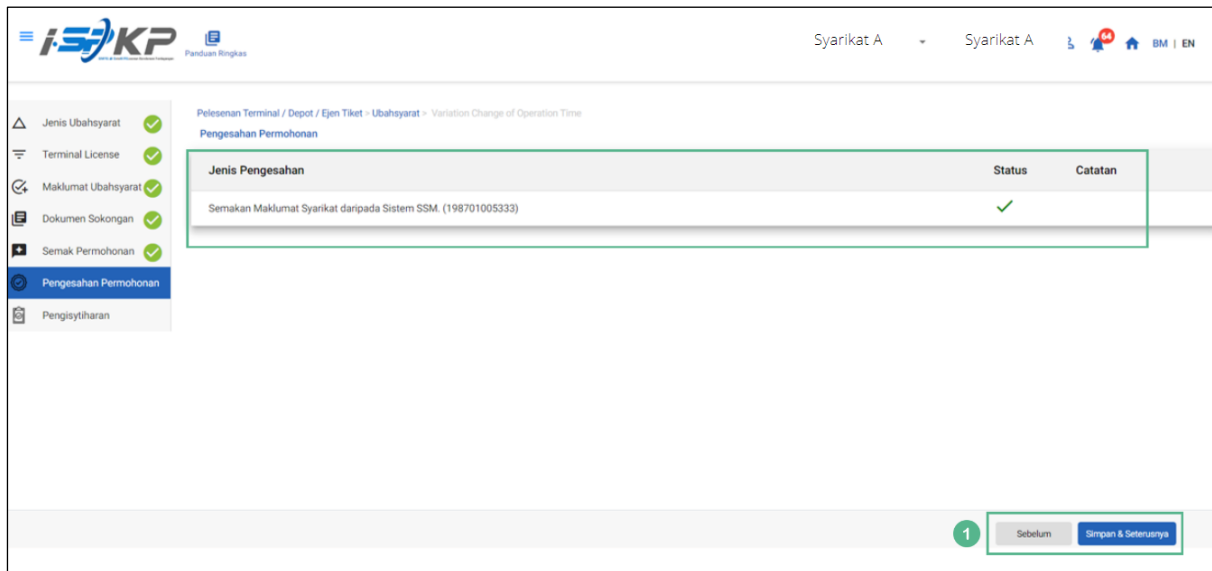 i-SPKP
Panduan Ringkas
Syarikat A
Syarikat A
64
BM | EN
Jenis Ubahsyarat
Terminal License
Maklumat Ubahsyarat
Dokumen Sokongan
Semak Permohonan
Pengesahan Permohonan
Pengisytiharan
Pelesenan Terminal / Depot / Ejen Tiket > Ubahsyarat > Variation Change of Operation Time
Pengesahan Permohonan
Jenis Pengesahan Status Catatan
Semakan Maklumat Syarikat daripada Sistem SSM. (198701005333)
1
Sebelum
Simpan & Seterusnya